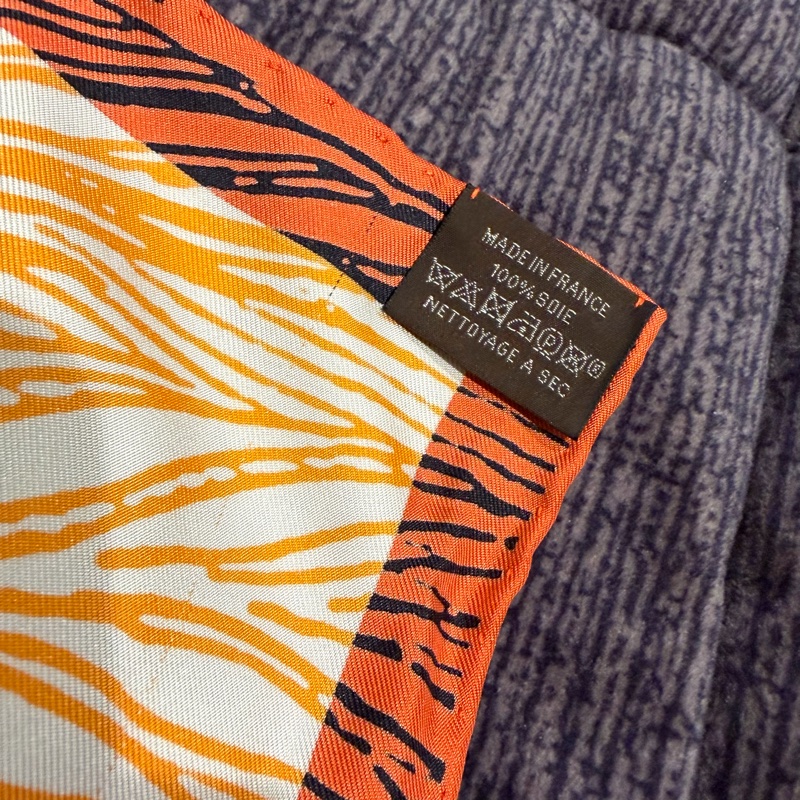 MADE IN FRANCE
100% SOIE
P ®
NETTOYAGE A SEC